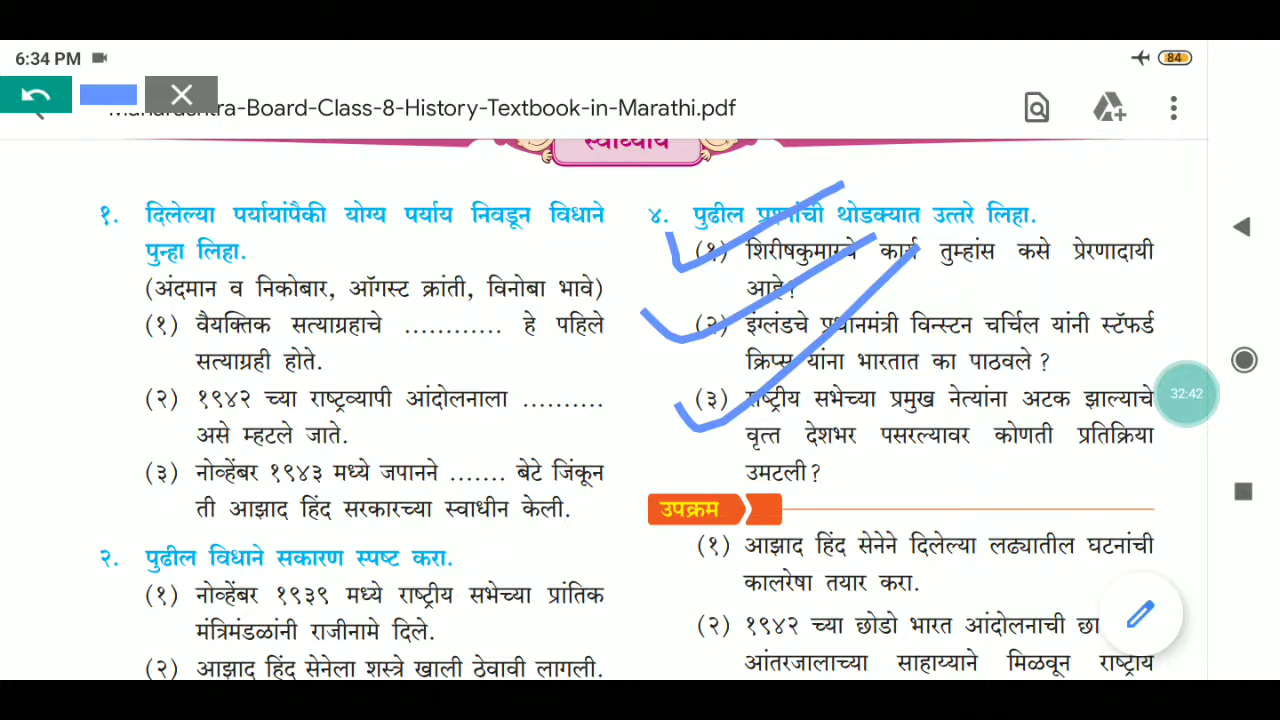 6:34 PM
84
Maharashtra-Board-Class-8-History-Textbook-in-Marathi.pdf
स्वाध्याय
१. दिलेल्या पर्यायांपैकी योग्य पर्याय निवडून विधाने
पुन्हा लिहा.
(अंदमान व निकोबार, ऑगस्ट क्रांती, विनोबा भावे)
(१) वैयक्तिक सत्याग्रहाचे ............ हे पहिले
सत्याग्रही होते.
(२) १९४२ च्या राष्ट्रव्यापी आंदोलनाला ..........
असे म्हटले जाते.
(३) नोव्हेंबर १९४३ मध्ये जपानने ....... बेटे जिंकून
ती आझाद हिंद सरकारच्या स्वाधीन केली.
२. पुढील विधाने सकारण स्पष्ट करा.
(१) नोव्हेंबर १९३९ मध्ये राष्ट्रीय सभेच्या प्रांतिक
मंत्रिमंडळांनी राजीनामे दिले.
(२) आझाद हिंद सेनेला शस्त्रे खाली ठेवावी लागली.
४. पुढील प्रश्नांची थोडक्यात उत्तरे लिहा.
(१) शिरीषकुमारचे कार्य तुम्हांस कसे प्रेरणादायी
आहे?
(२) इंग्लंडचे प्रधानमंत्री विन्स्टन चर्चिल यांनी स्टॅफर्ड
क्रिप्स यांना भारतात का पाठवले ?
(३) राष्ट्रीय सभेच्या प्रमुख नेत्यांना अटक झाल्याचे
वृत्त देशभर पसरल्यावर कोणती प्रतिक्रिया
उमटली ?
उपक्रम
(१) आझाद हिंद सेनेने दिलेल्या लढ्यातील घटनांची
कालरेषा तयार करा.
(२) १९४२ च्या छोडो भारत आंदोलनाची
आंतरजालाच्या साहाय्याने मिळवून राष्ट्रीय
32:42